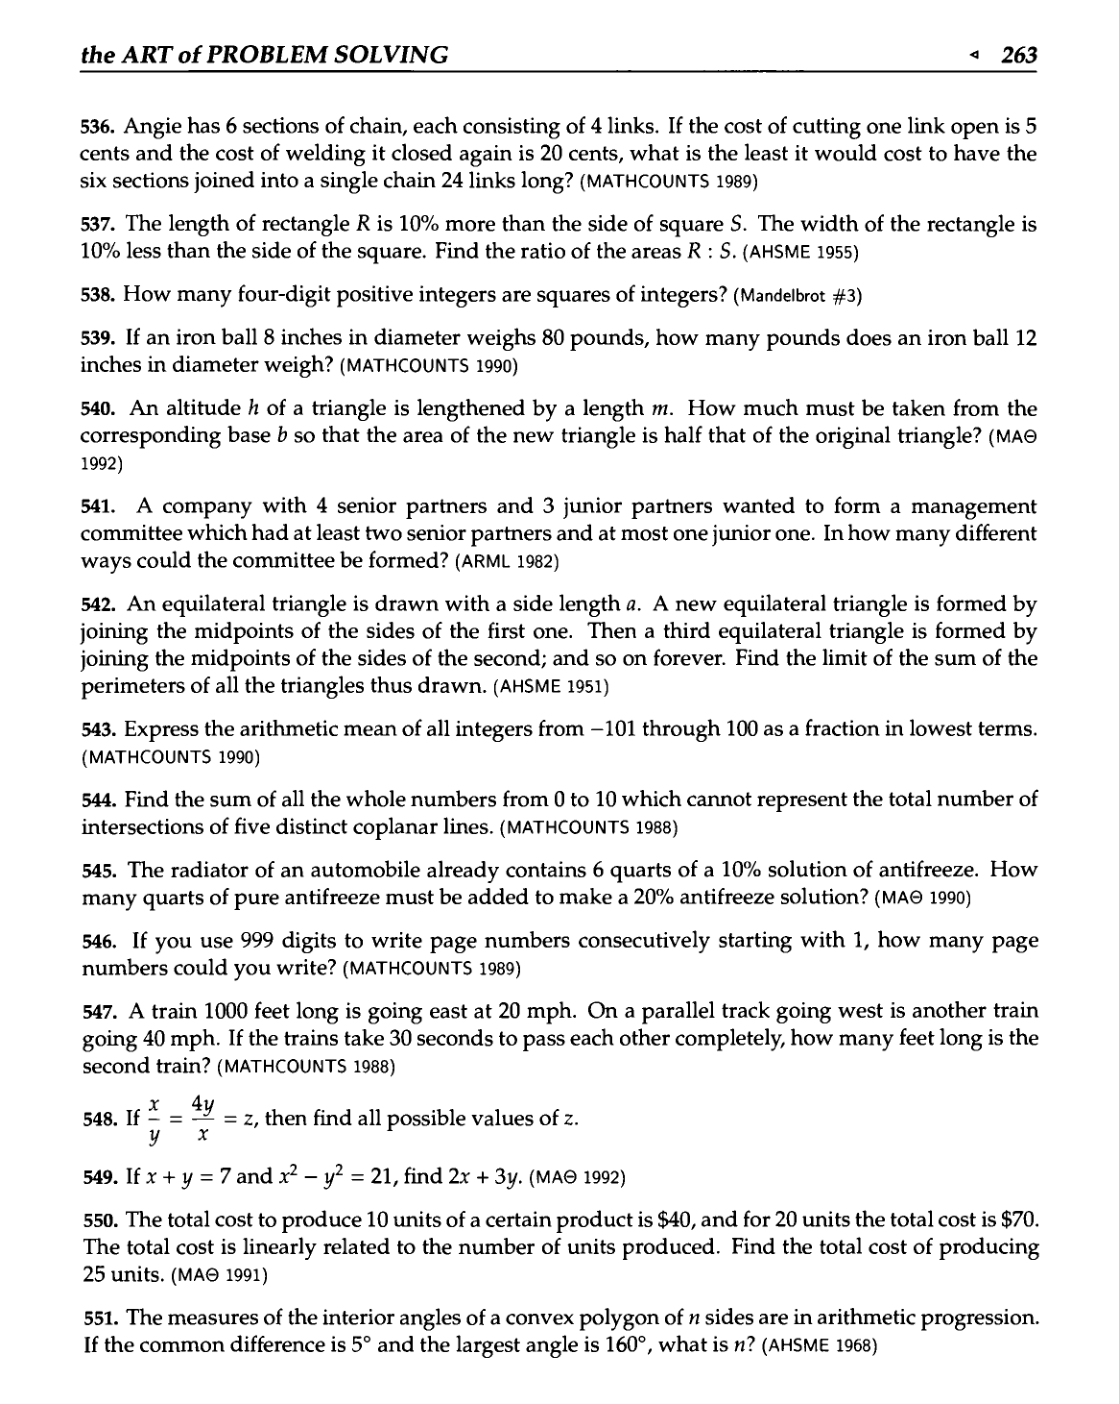 the ART of PROBLEM SOLVING ◁ 263
536. Angie has 6 sections of chain, each consisting of 4 links. If the cost of cutting one link open is 5
cents and the cost of welding it closed again is 20 cents, what is the least it would cost to have the
six sections joined into a single chain 24 links long? (MATHCOUNTS 1989)
537. The length of rectangle R is 10% more than the side of square S. The width of the rectangle is
10% less than the side of the square. Find the ratio of the areas R : S. (AHSME 1955)
538. How many four-digit positive integers are squares of integers? (Mandelbrot #3)
539. If an iron ball 8 inches in diameter weighs 80 pounds, how many pounds does an iron ball 12
inches in diameter weigh? (MATHCOUNTS 1990)
540. An altitude h of a triangle is lengthened by a length m. How much must be taken from the
corresponding base b so that the area of the new triangle is half that of the original triangle? (MAΘ
1992)
541. A company with 4 senior partners and 3 junior partners wanted to form a management
committee which had at least two senior partners and at most one junior one. In how many different
ways could the committee be formed? (ARML 1982)
542. An equilateral triangle is drawn with a side length a. A new equilateral triangle is formed by
joining the midpoints of the sides of the first one. Then a third equilateral triangle is formed by
joining the midpoints of the sides of the second; and so on forever. Find the limit of the sum of the
perimeters of all the triangles thus drawn. (AHSME 1951)
543. Express the arithmetic mean of all integers from −101 through 100 as a fraction in lowest terms.
(MATHCOUNTS 1990)
544. Find the sum of all the whole numbers from 0 to 10 which cannot represent the total number of
intersections of five distinct coplanar lines. (MATHCOUNTS 1988)
545. The radiator of an automobile already contains 6 quarts of a 10% solution of antifreeze. How
many quarts of pure antifreeze must be added to make a 20% antifreeze solution? (MAΘ 1990)
546. If you use 999 digits to write page numbers consecutively starting with 1, how many page
numbers could you write? (MATHCOUNTS 1989)
547. A train 1000 feet long is going east at 20 mph. On a parallel track going west is another train
going 40 mph. If the trains take 30 seconds to pass each other completely, how many feet long is the
second train? (MATHCOUNTS 1988)
548. If x/y = 4y/x = z, then find all possible values of z.
549. If x + y = 7 and x² − y² = 21, find 2x + 3y. (MAΘ 1992)
550. The total cost to produce 10 units of a certain product is $40, and for 20 units the total cost is $70.
The total cost is linearly related to the number of units produced. Find the total cost of producing
25 units. (MAΘ 1991)
551. The measures of the interior angles of a convex polygon of n sides are in arithmetic progression.
If the common difference is 5° and the largest angle is 160°, what is n? (AHSME 1968)